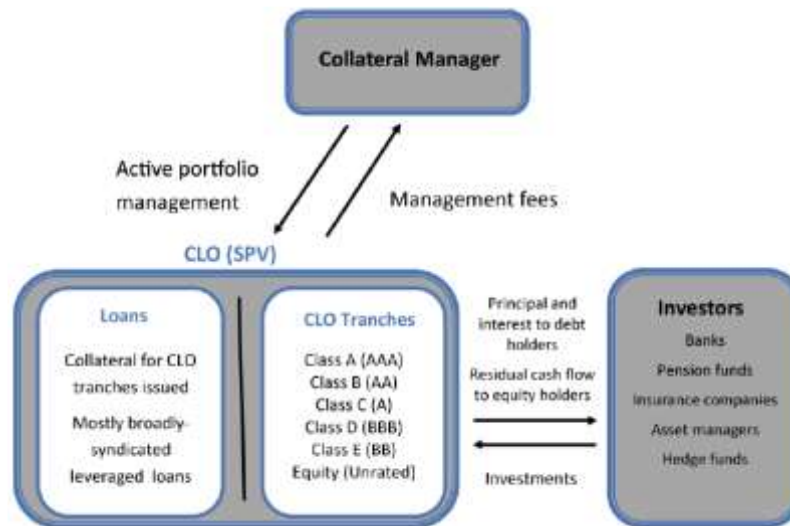 Collateral Manager
Active portfolio
management
Management fees
CLO (SPV)
Loans
Collateral for CLO
tranches issued
Mostly broadly-
syndicated
leveraged loans
CLO Tranches
Class A (AAA)
Class B (AA)
Class C (A)
Class D (BBB)
Class E (BB)
Equity (Unrated)
Principal and
interest to debt
holders
Residual cash flow
to equity holders
Investments
Investors
Banks
Pension funds
Insurance companies
Asset managers
Hedge funds